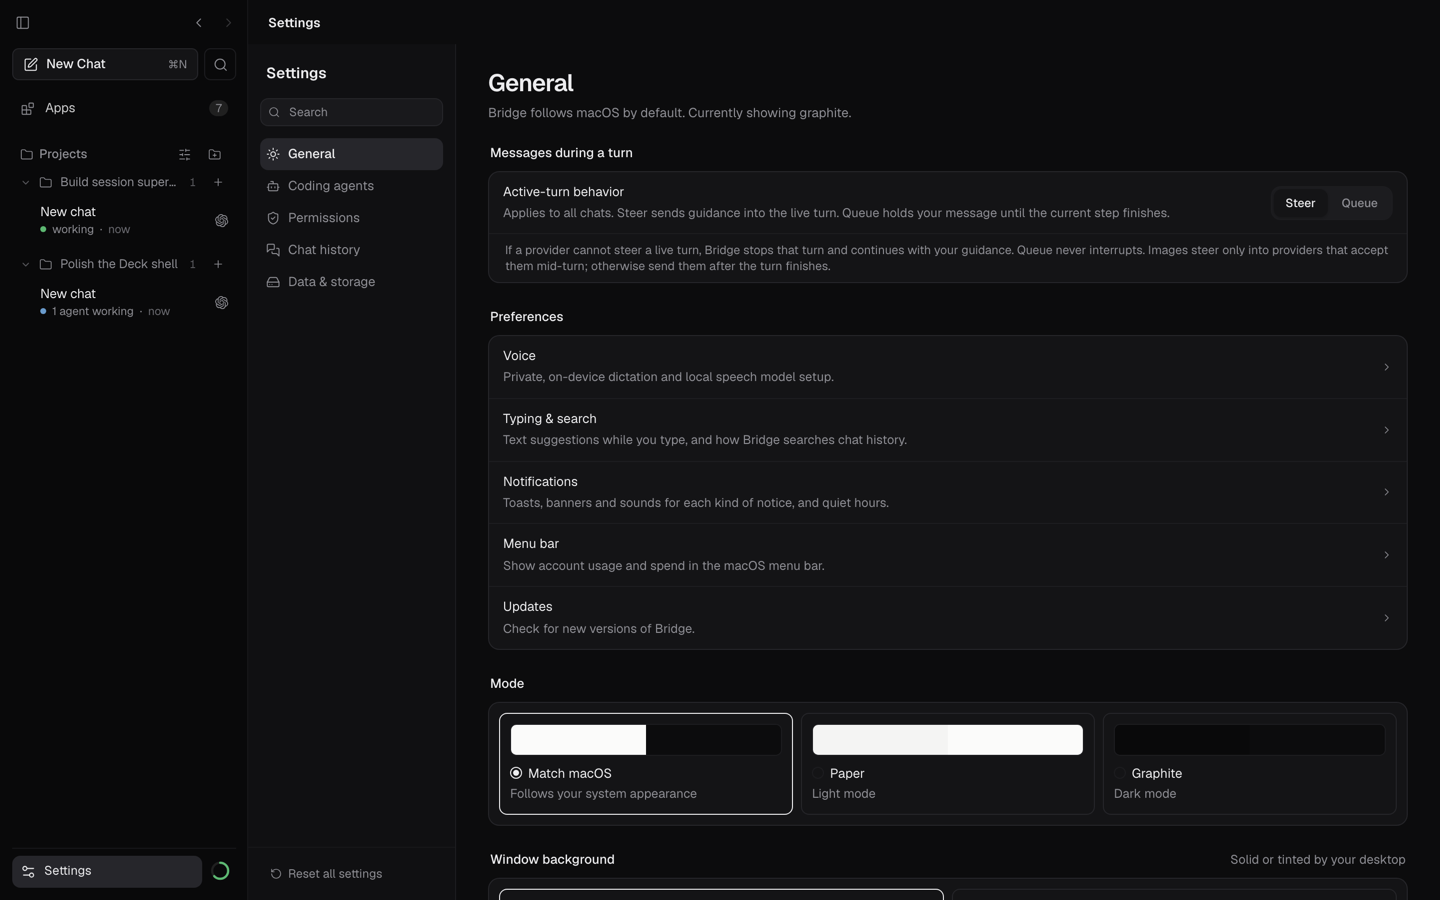 Settings
New Chat ⌘N
Apps 7
Projects
Build session super... 1
New chat
working · now
Polish the Deck shell 1
New chat
1 agent working · now
Settings
Settings
Search
General
Coding agents
Permissions
Chat history
Data & storage
Reset all settings
General
Bridge follows macOS by default. Currently showing graphite.
Messages during a turn
Active-turn behavior
Applies to all chats. Steer sends guidance into the live turn. Queue holds your message until the current step finishes.
Steer Queue
If a provider cannot steer a live turn, Bridge stops that turn and continues with your guidance. Queue never interrupts. Images steer only into providers that accept
them mid-turn; otherwise send them after the turn finishes.
Preferences
Voice
Private, on-device dictation and local speech model setup.
Typing & search
Text suggestions while you type, and how Bridge searches chat history.
Notifications
Toasts, banners and sounds for each kind of notice, and quiet hours.
Menu bar
Show account usage and spend in the macOS menu bar.
Updates
Check for new versions of Bridge.
Mode
Match macOS
Follows your system appearance
Paper
Light mode
Graphite
Dark mode
Window background Solid or tinted by your desktop